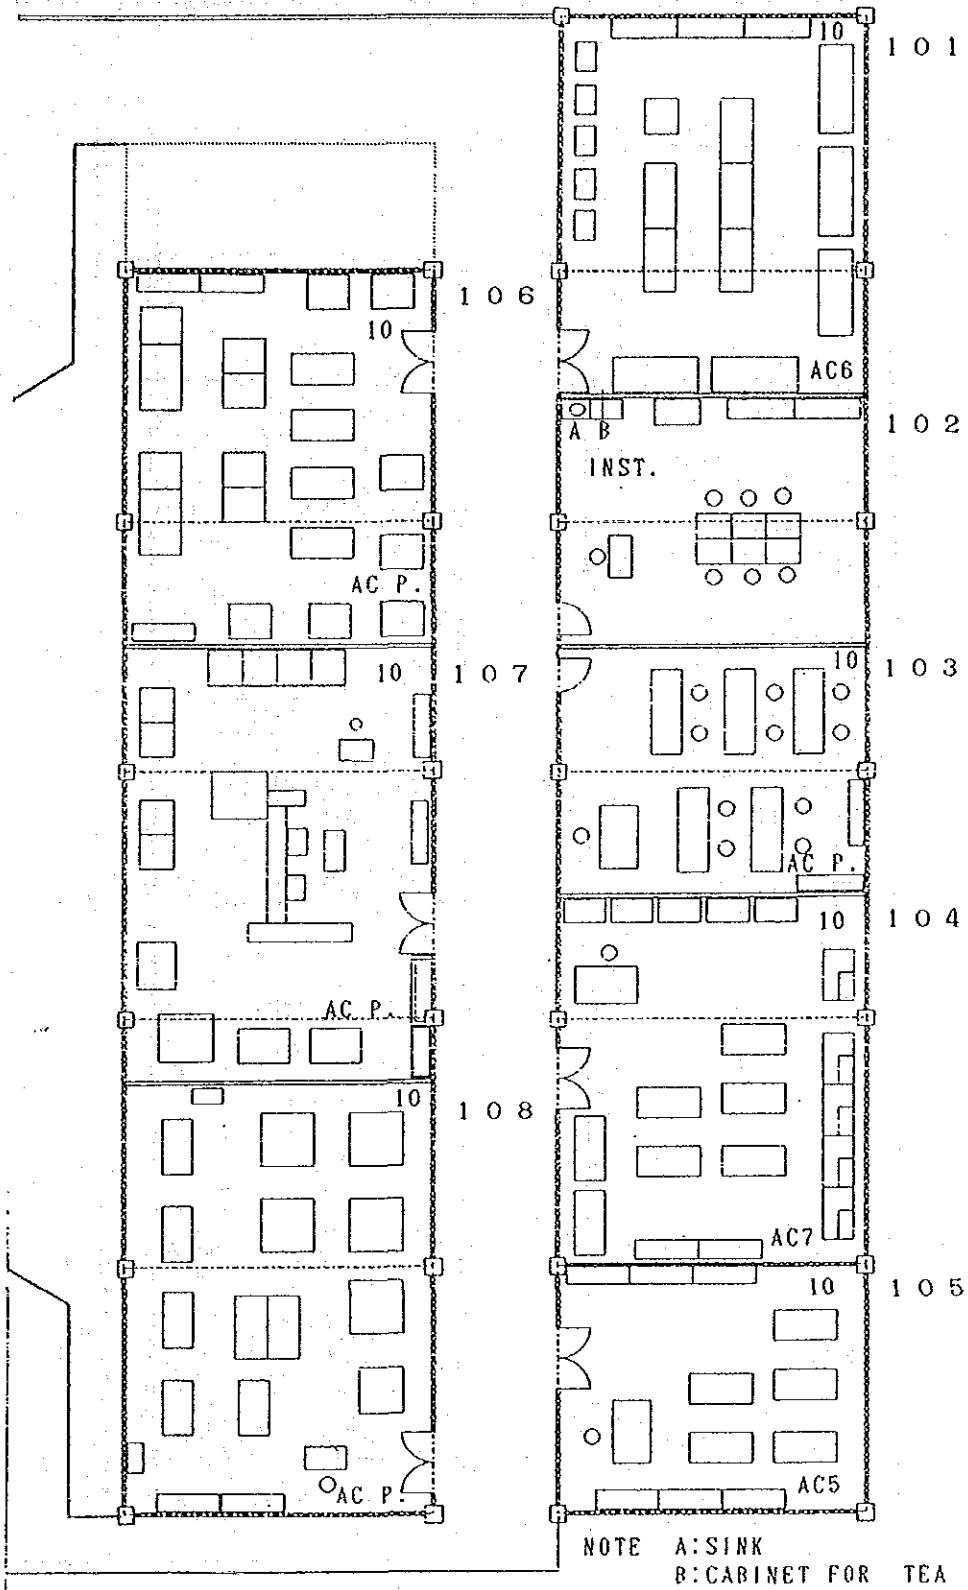 10
101
106
10
AC6
102
A B
INST.
AC P.
10
107
10
103
AC P.
10
104
AC P.
10
108
AC7
10
105
AC P.
AC5
NOTE A:SINK
B:CABINET FOR TEA